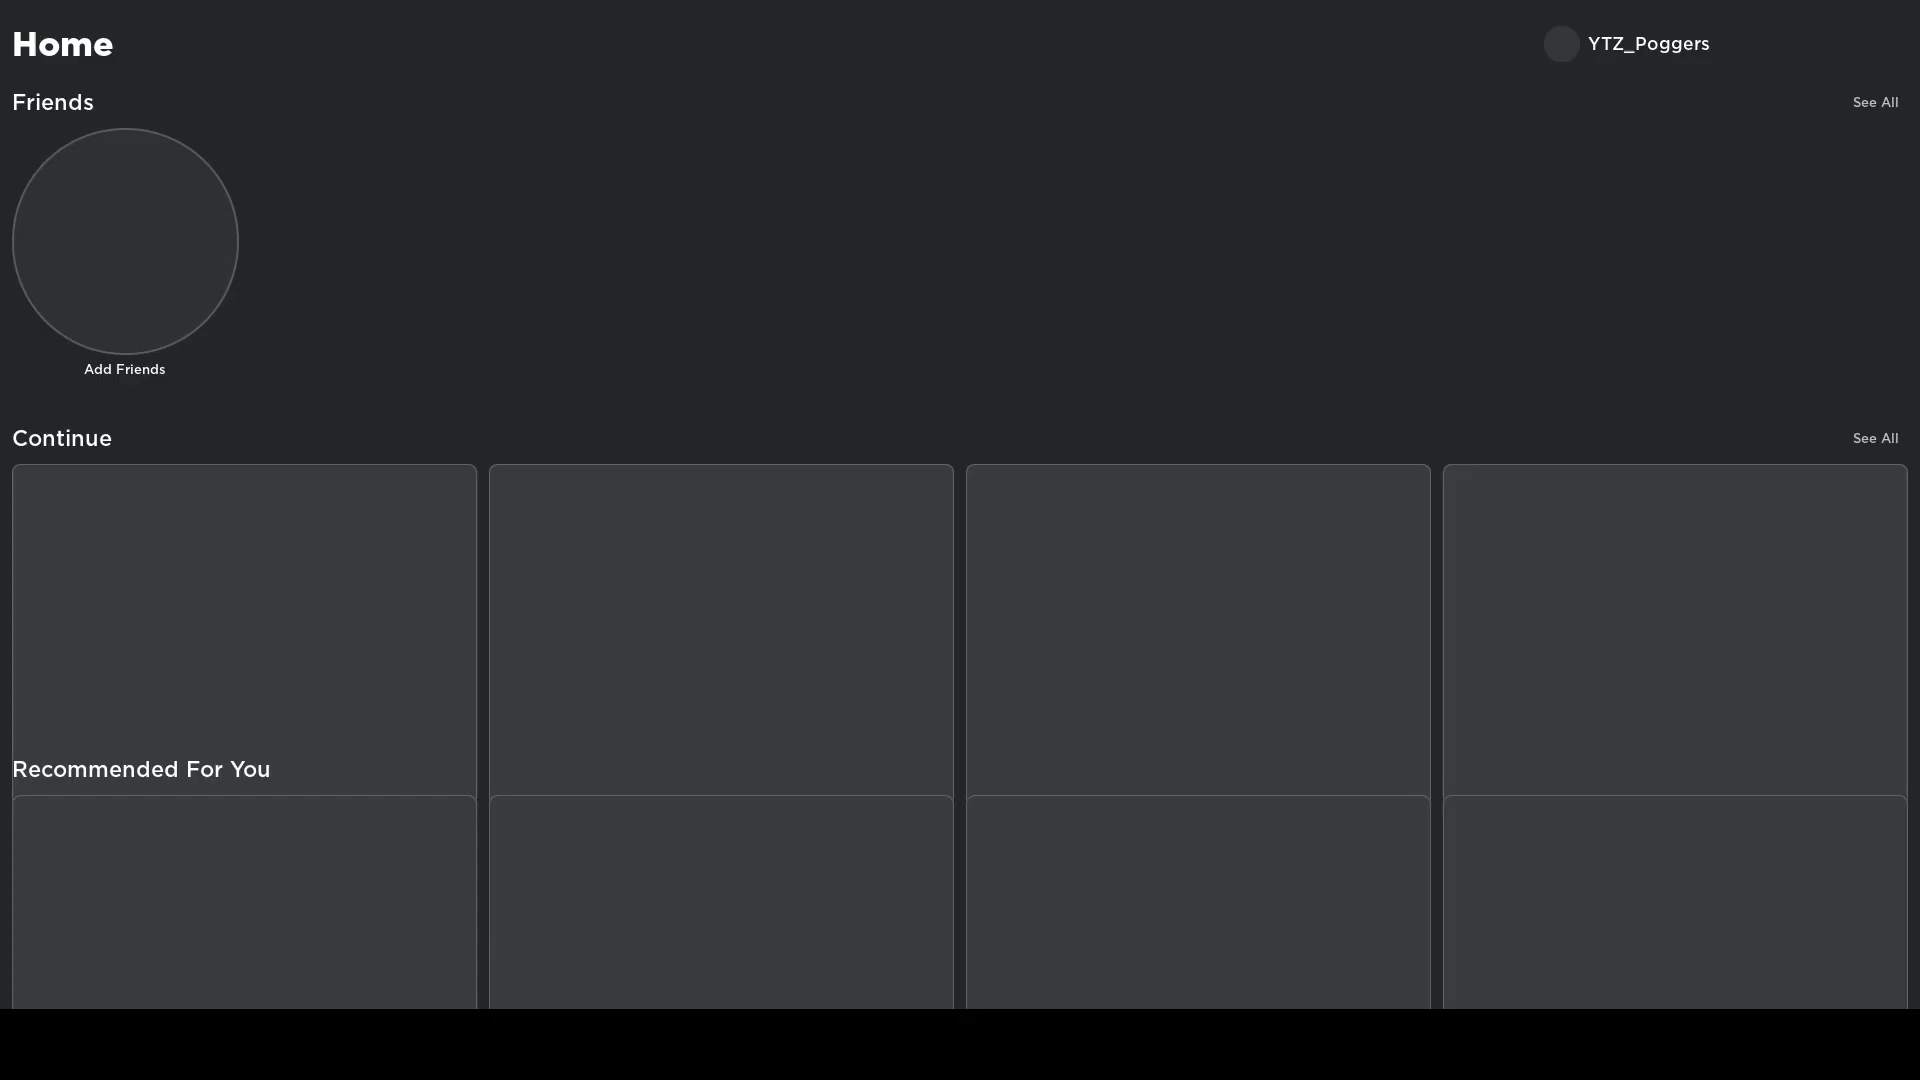 Home
YTZ_Poggers
Friends
See All
Add Friends
Continue
See All
Recommended For You